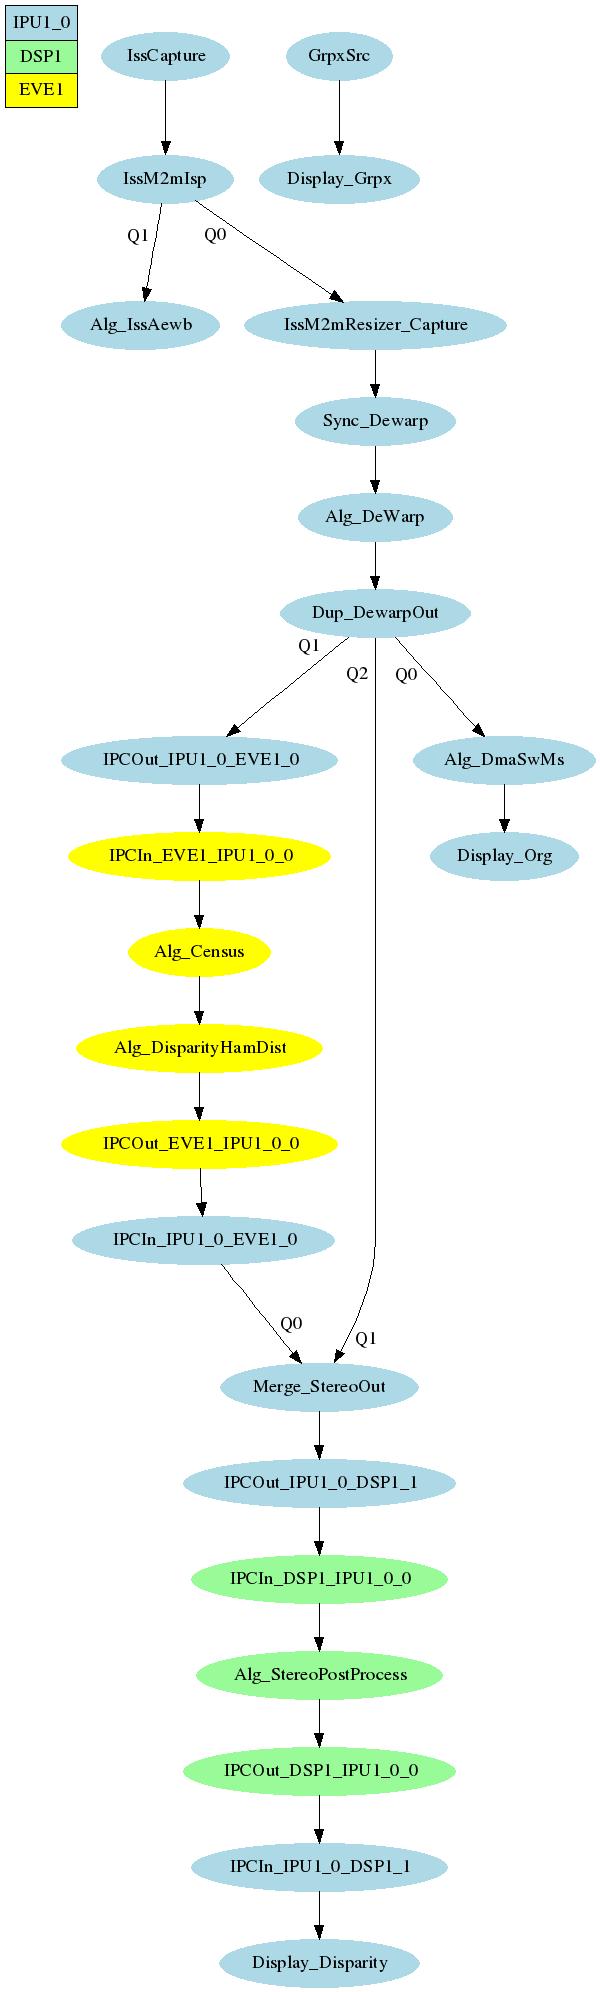 IPU1_0
DSP1
EVE1
IssCapture
GrpxSrc
IssM2mIsp
Display_Grpx
Q1
Q0
Alg_IssAewb
IssM2mResizer_Capture
Sync_Dewarp
Alg_DeWarp
Dup_DewarpOut
Q1
Q2
Q0
IPCOut_IPU1_0_EVE1_0
Alg_DmaSwMs
IPCIn_EVE1_IPU1_0_0
Display_Org
Alg_Census
Alg_DisparityHamDist
IPCOut_EVE1_IPU1_0_0
IPCIn_IPU1_0_EVE1_0
Q0
Q1
Merge_StereoOut
IPCOut_IPU1_0_DSP1_1
IPCIn_DSP1_IPU1_0_0
Alg_StereoPostProcess
IPCOut_DSP1_IPU1_0_0
IPCIn_IPU1_0_DSP1_1
Display_Disparity